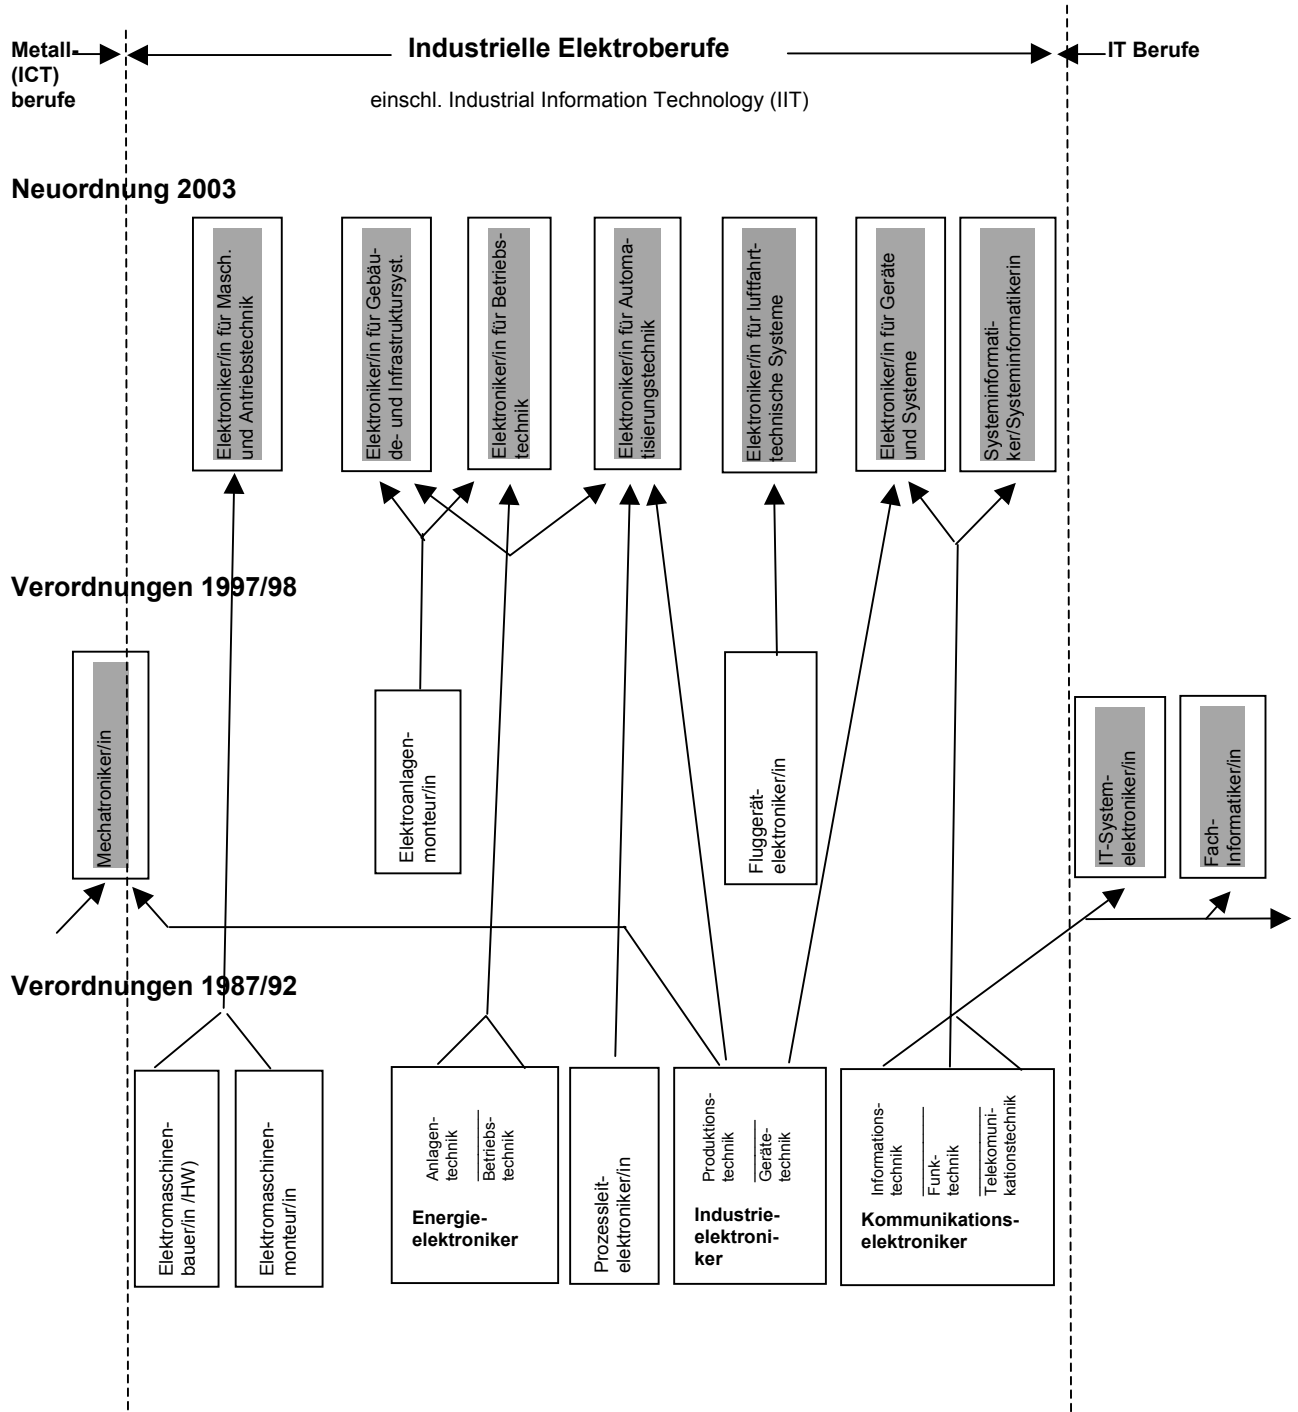 Metall-
(ICT)
berufe
Industrielle Elektroberufe
IT Berufe
einschl. Industrial Information Technology (IIT)
Neuordnung 2003
Elektroniker/in für Masch.
und Antriebstechnik
Elektroniker/in für Gebäu-
de- und Infrastruktursyst.
Elektroniker/in für Betriebs-
technik
Elektroniker/in für Automa-
tisierungstechnik
Elektroniker/in für luftfahrt-
technische Systeme
Elektroniker/in für Geräte
und Systeme
Systeminformati-
ker/Systeminformatikerin
Verordnungen 1997/98
Mechatroniker/in
Elektroanlagen-
monteur/in
Fluggerät-
elektroniker/in
IT-System-
elektroniker/in
Fach-
Informatiker/in
Verordnungen 1987/92
Elektromaschinen-
bauer/in /HW)
Elektromaschinen-
monteur/in
Anlagen-
technik
Betriebs-
technik
Energie-
elektroniker
Prozessleit-
elektroniker/in
Produktions-
technik
Geräte-
technik
Industrie-
elektroni-
ker
Informations-
technik
Funk-
technik
Telekomuni-
kationstechnik
Kommunikations-
elektroniker